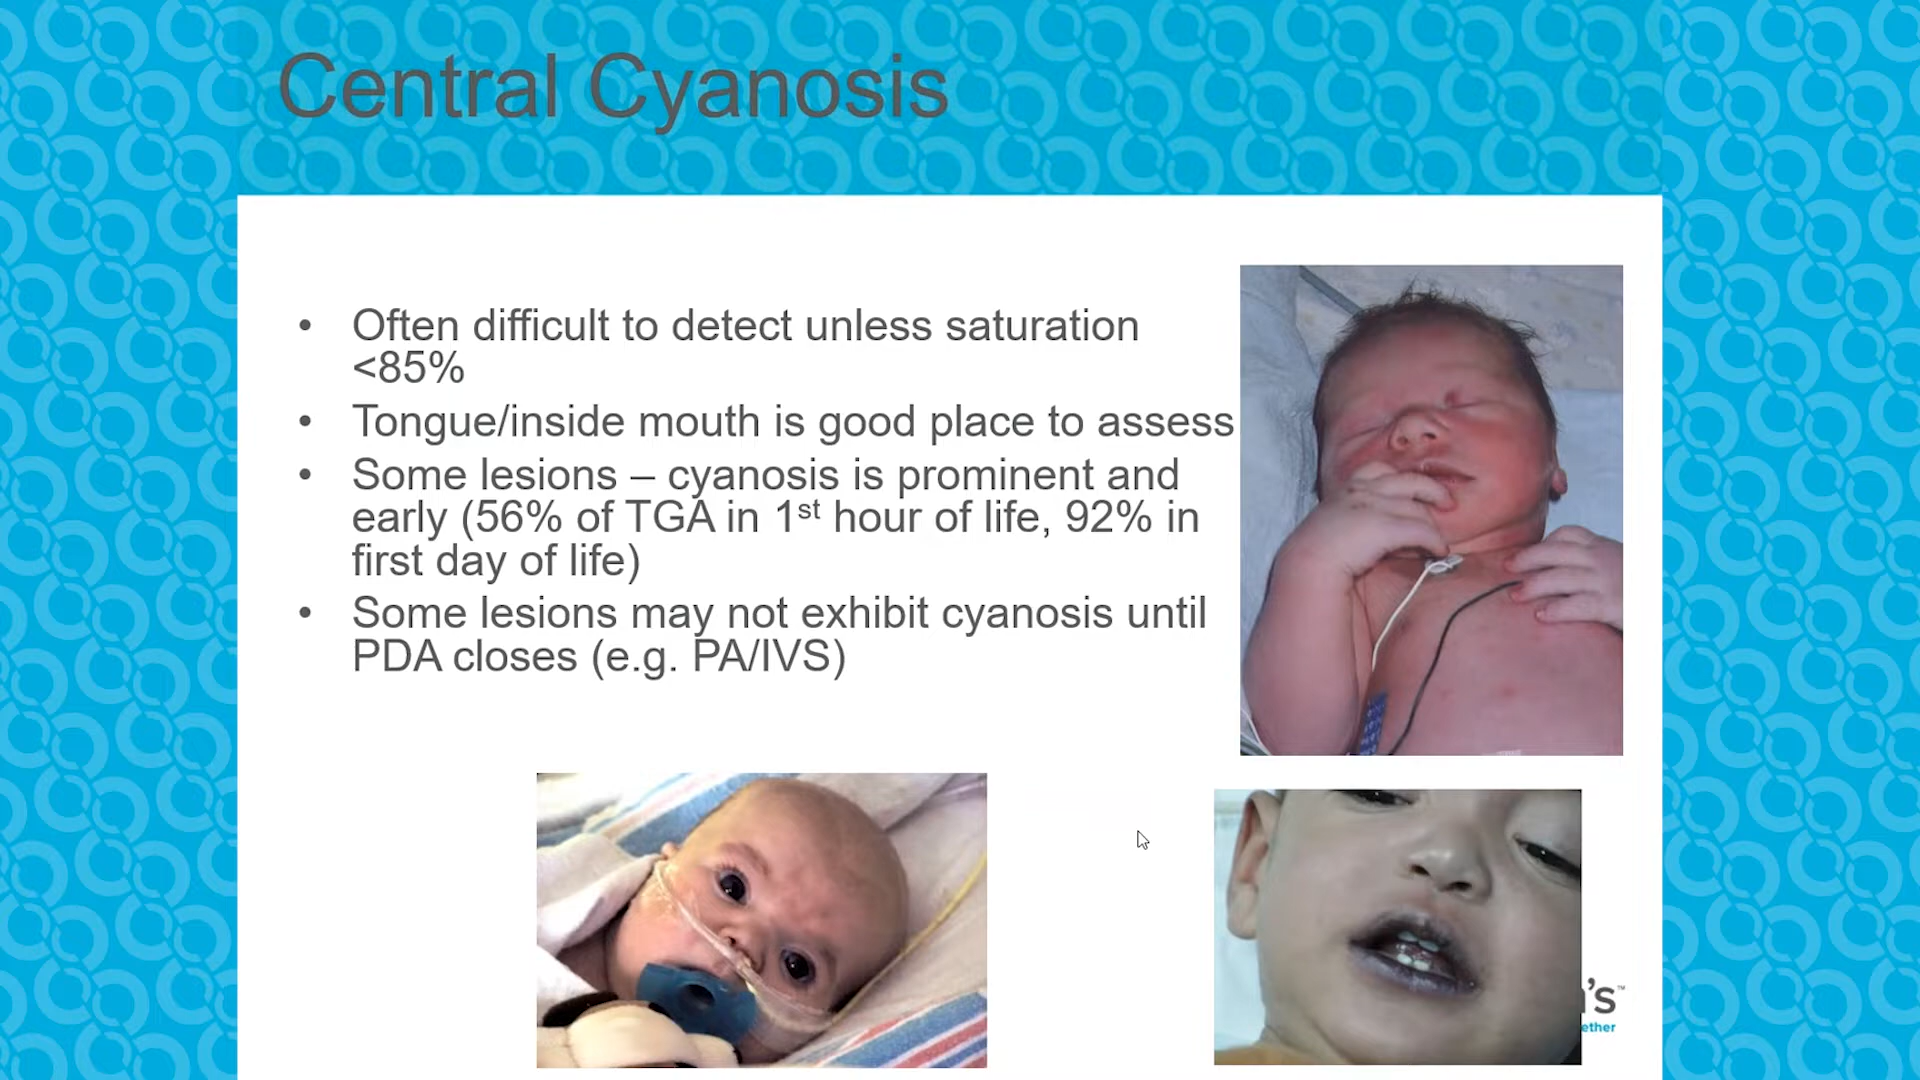 Central Cyanosis
• Often difficult to detect unless saturation
<85%
• Tongue/inside mouth is good place to assess
• Some lesions – cyanosis is prominent and
early (56% of TGA in 1st hour of life, 92% in
first day of life)
• Some lesions may not exhibit cyanosis until
PDA closes (e.g. PA/IVS)
's™
ether